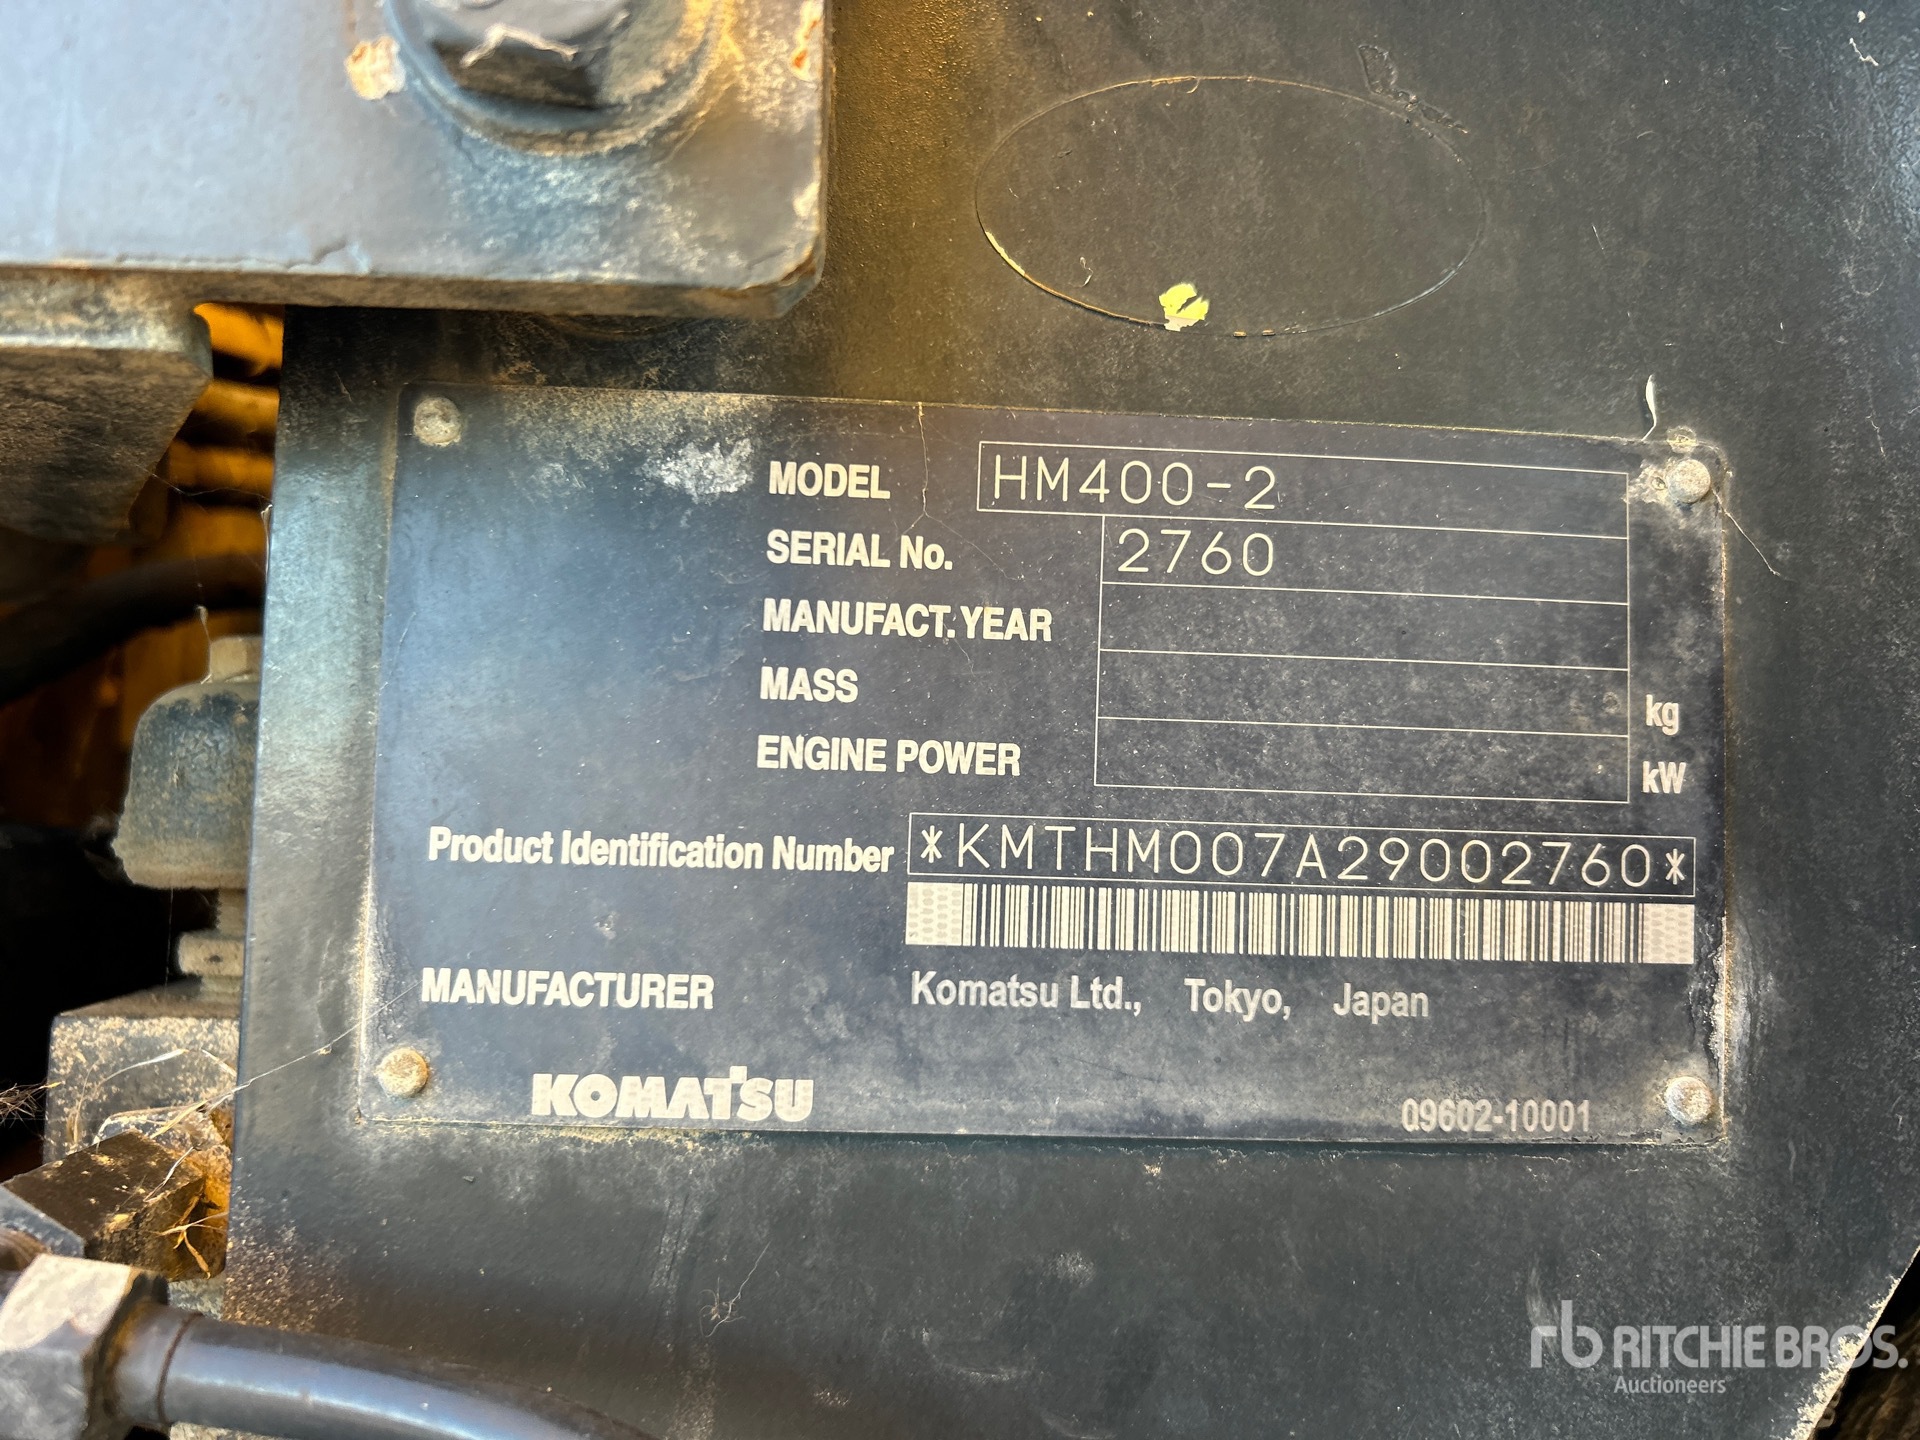 MODEL HM400-2
SERIAL No. 2760
MANUFACT. YEAR
MASS kg
ENGINE POWER kW
Product Identification Number *KMTHM007A29002760*
MANUFACTURER Komatsu Ltd., Tokyo, Japan
KOMATSU 09602-10001
rb RITCHIE BROS.
Auctioneers